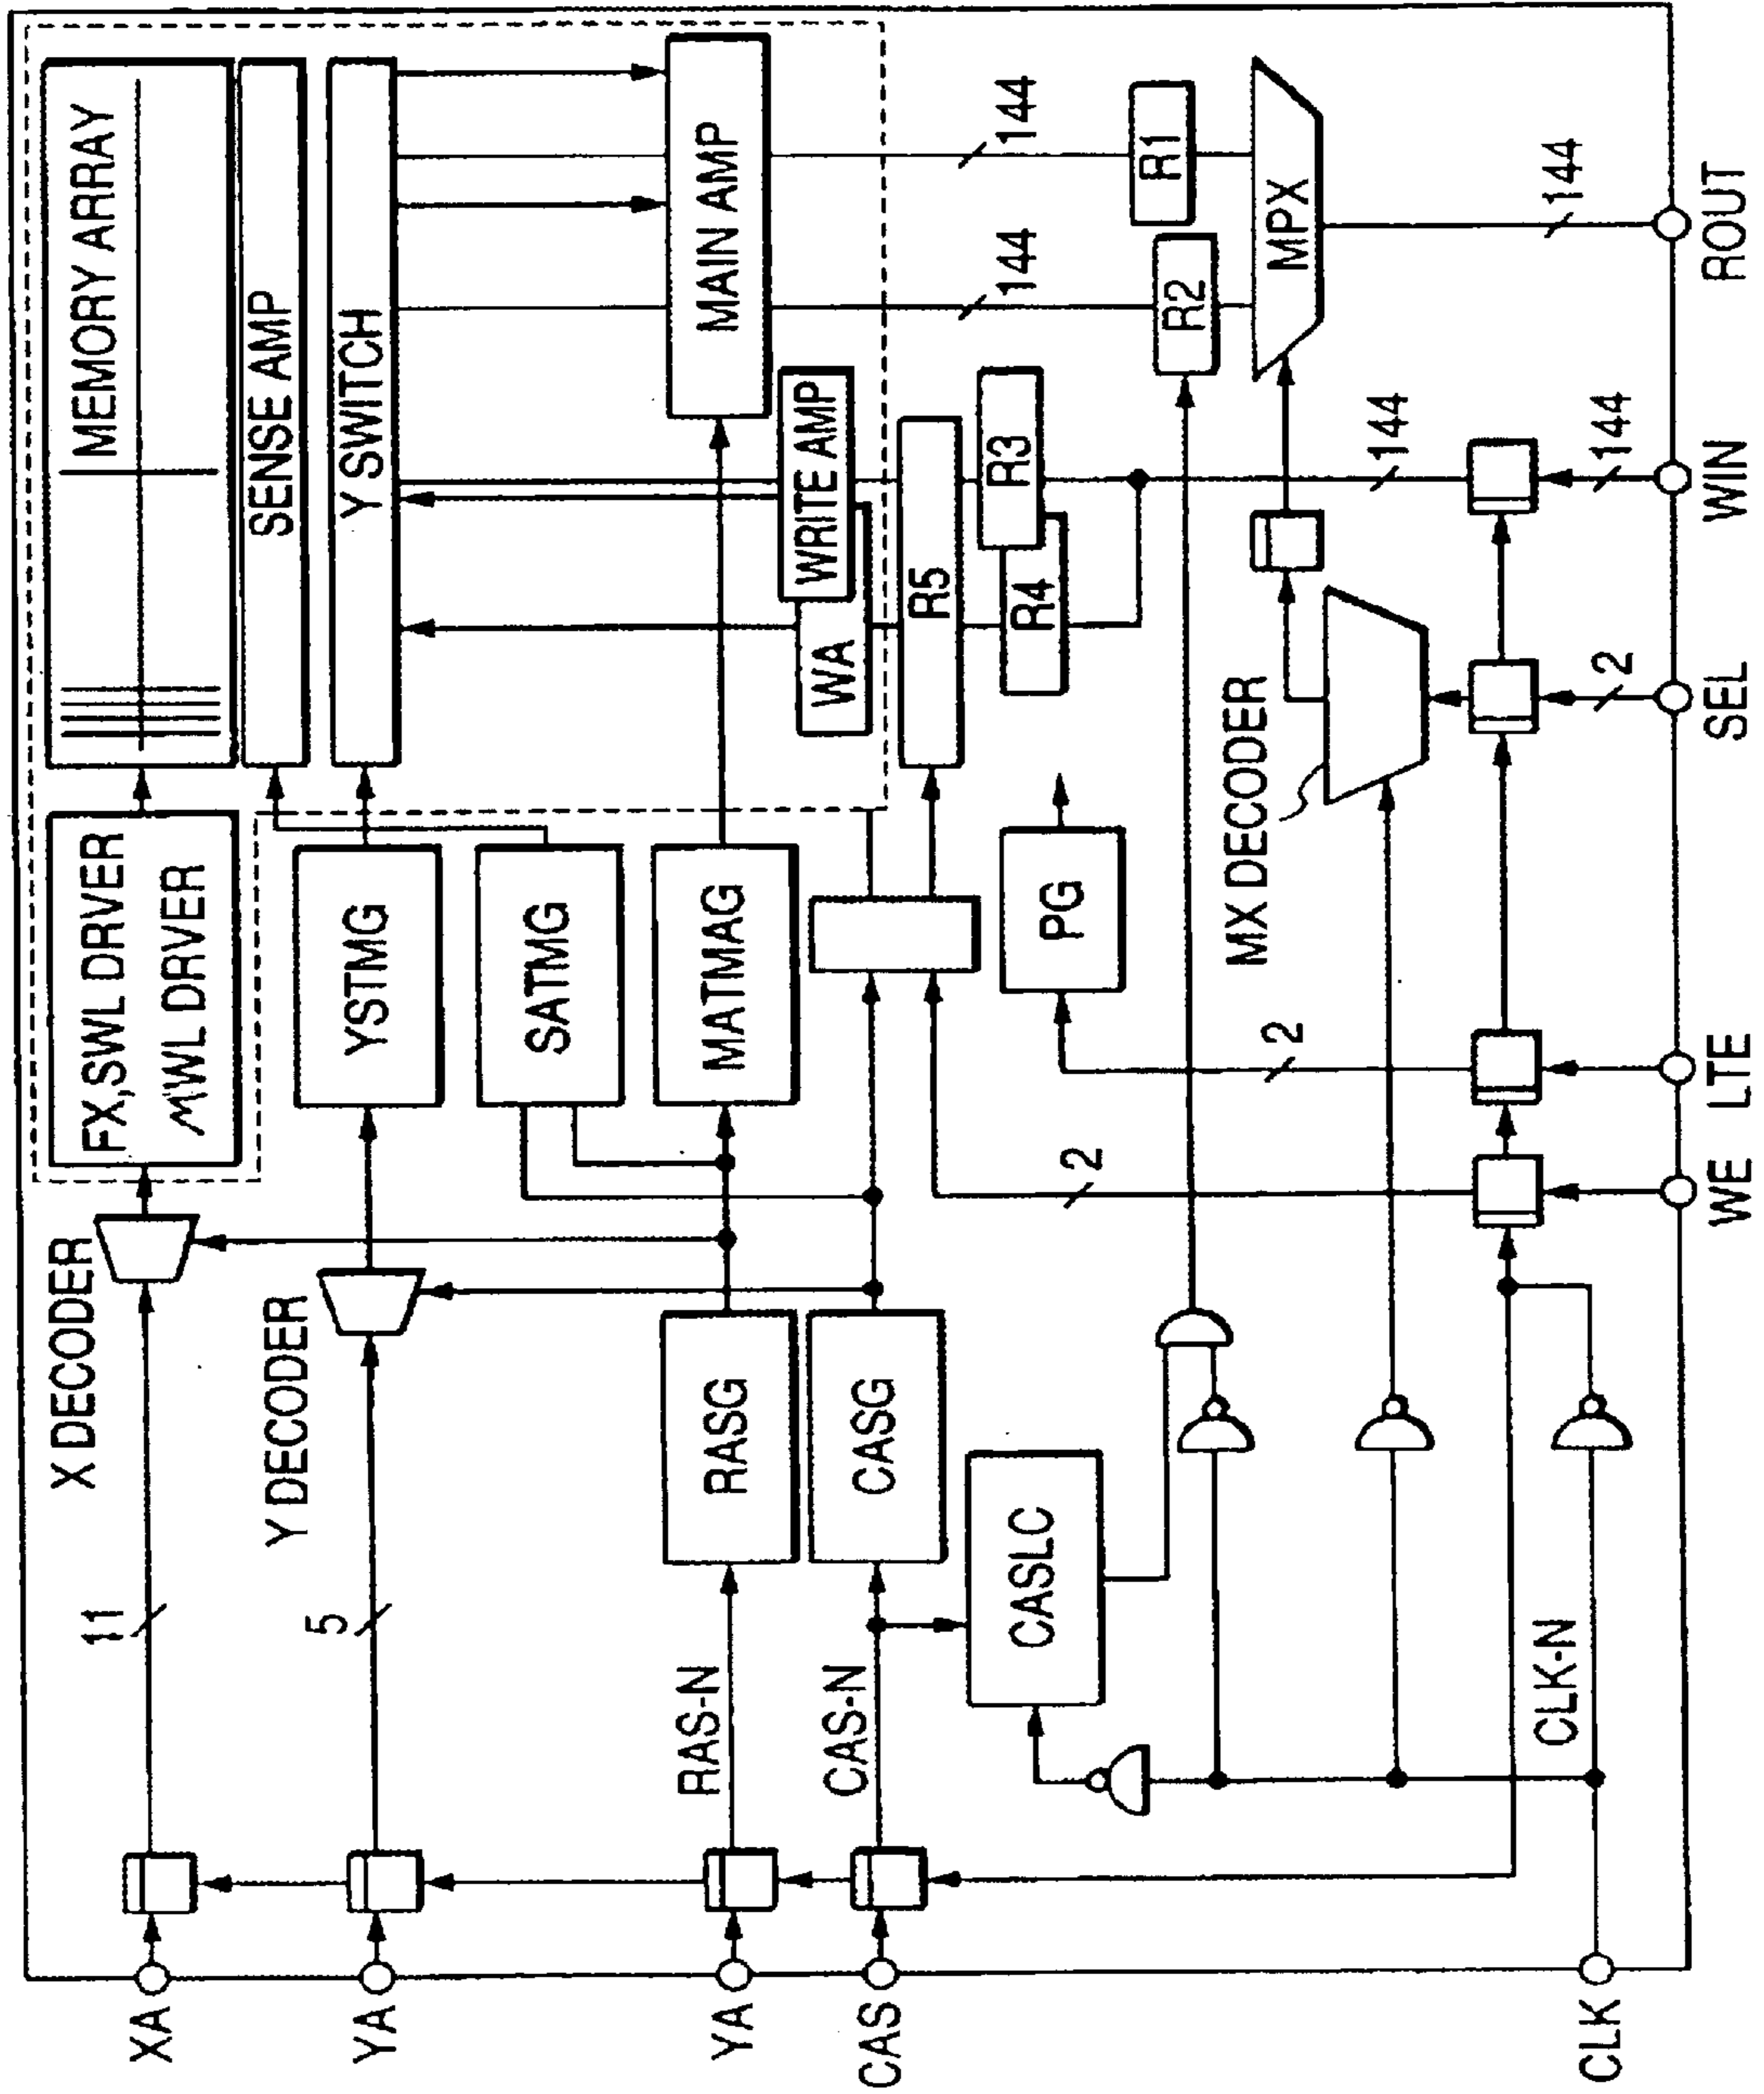 X DECODER
FX,SWL DRVER
MWL DRVER
MEMORY ARRAY
SENSE AMP
XA
11
YA
5
Y DECODER
YSTMG
Y SWITCH
SATMG
YA
RAS-N
RASG
MATMAG
MAIN AMP
WRITE AMP
WA
CAS
CAS-N
CASG
R5
144
144
CASLC
PG
R4
R3
R2
R1
2
2
MX DECODER
MPX
144
144
CLK-N
2
144
CLK
WE
LTE
SEL
WIN
ROUT